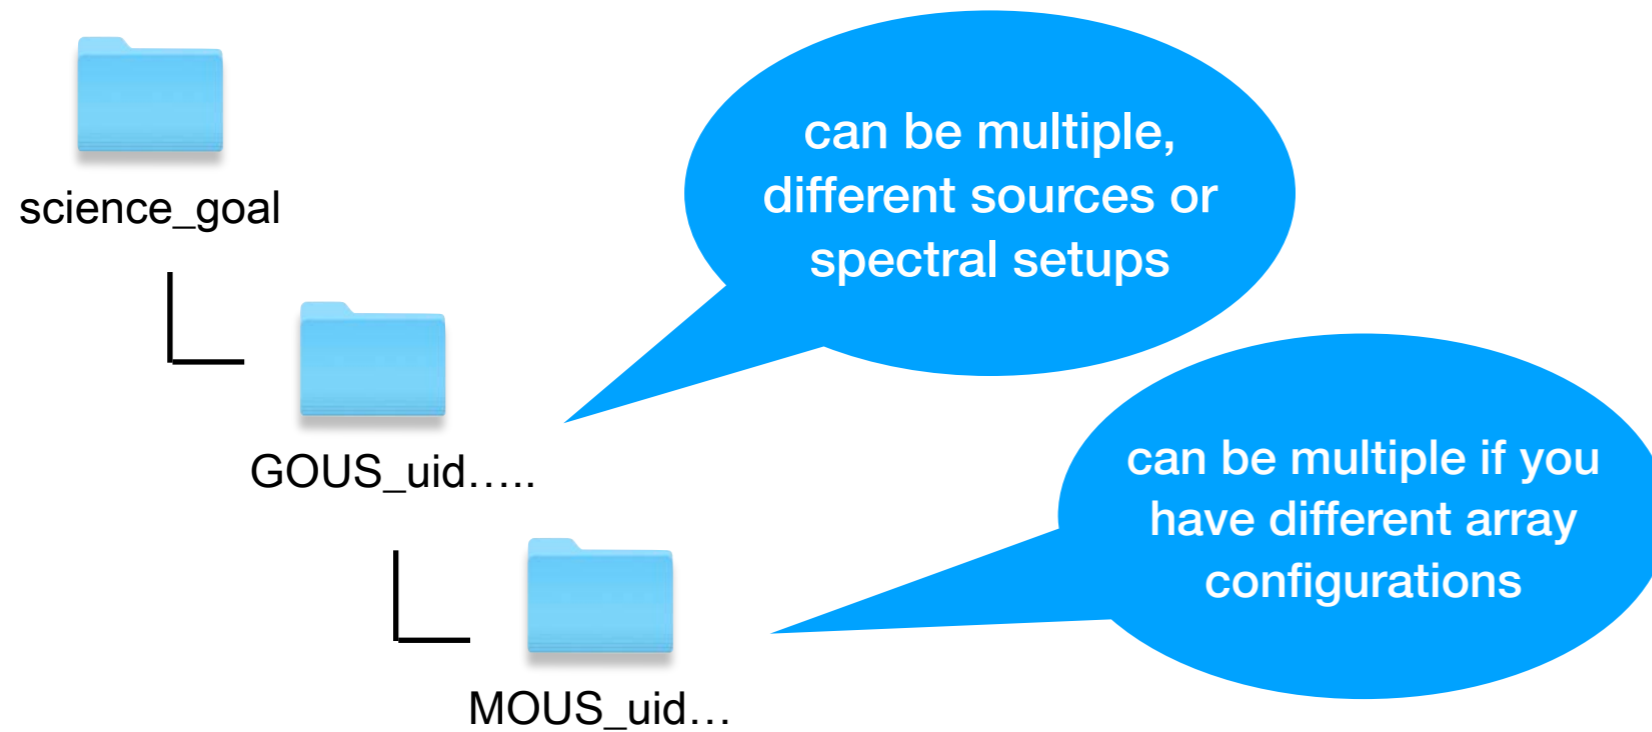 science_goal
can be multiple,
different sources or
spectral setups
GOUS_uid.....
can be multiple if you
have different array
configurations
MOUS_uid...